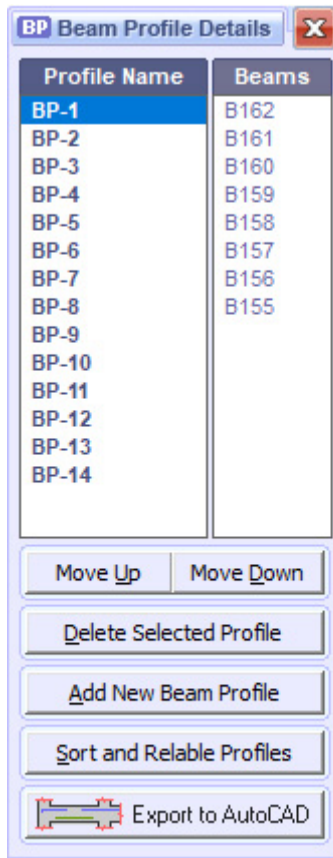 BP Beam Profile Details X
Profile Name Beams
BP-1 B162
BP-2 B161
BP-3 B160
BP-4 B159
BP-5 B158
BP-6 B157
BP-7 B156
BP-8 B155
BP-9
BP-10
BP-11
BP-12
BP-13
BP-14
Move Up Move Down
Delete Selected Profile
Add New Beam Profile
Sort and Relable Profiles
Export to AutoCAD